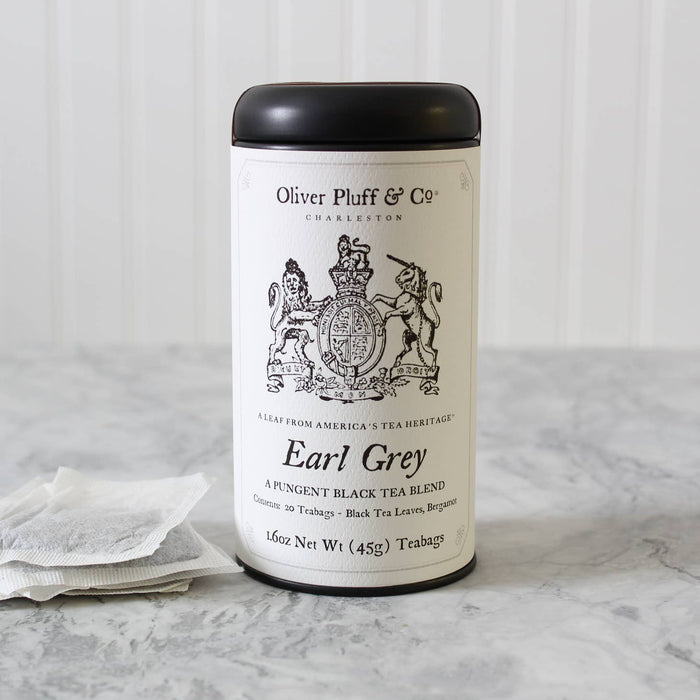 Oliver Pluff & Co®
CHARLESTON
A LEAF FROM AMERICA'S TEA HERITAGE™
Earl Grey
A PUNGENT BLACK TEA BLEND
Contents: 20 Teabags - Black Tea Leaves, Bergamot
1.6oz Net Wt (45g) Teabags